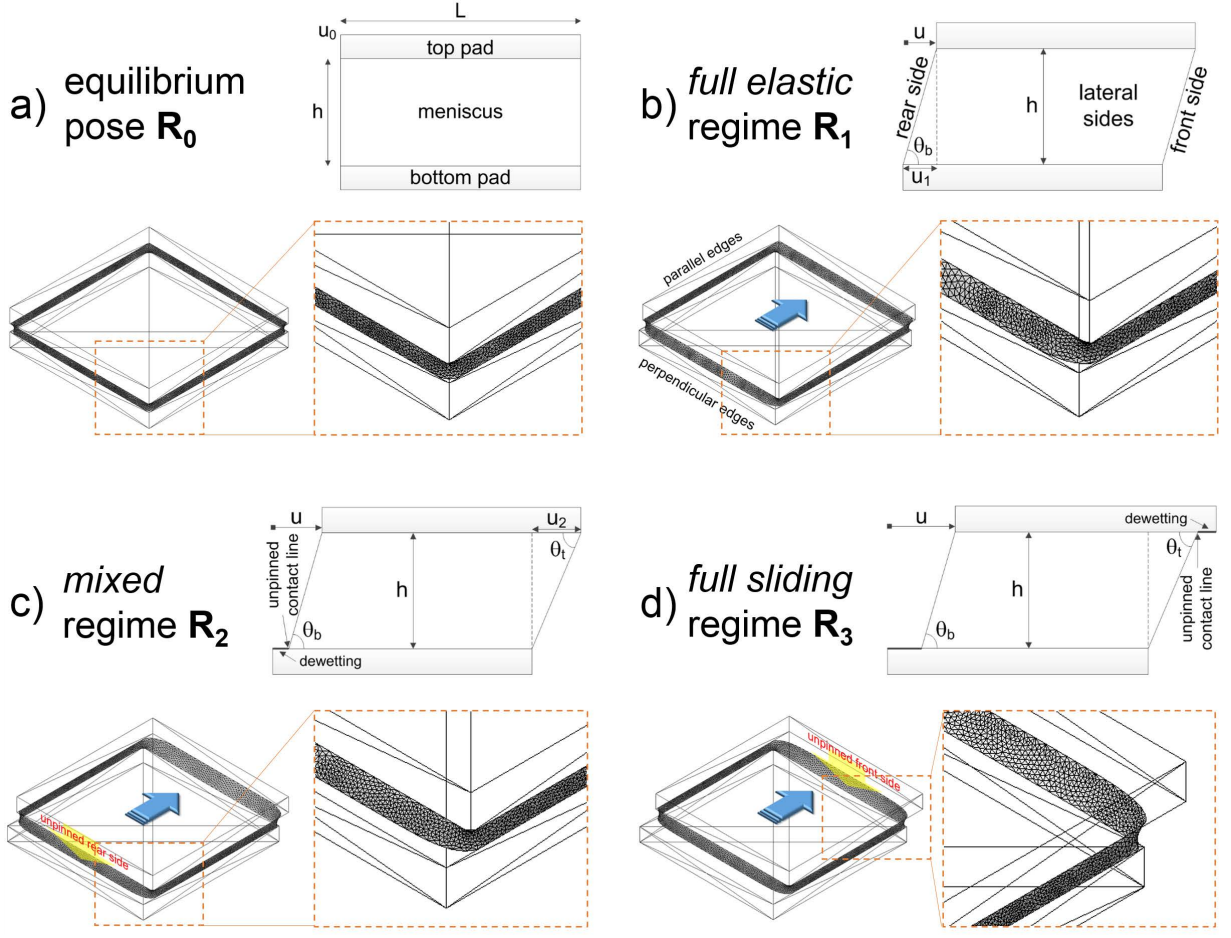 a) equilibrium
pose R₀
u₀
L
top pad
h
meniscus
bottom pad
b) full elastic
regime R₁
u
rear side
h
lateral
sides
front side
θb
u₁
parallel edges
perpendicular edges
c) mixed
regime R₂
u
u₂
unpinned
contact line
θt
h
θb
dewetting
unpinned rear side
d) full sliding
regime R₃
u
dewetting
θt
h
unpinned
contact line
θb
unpinned front side